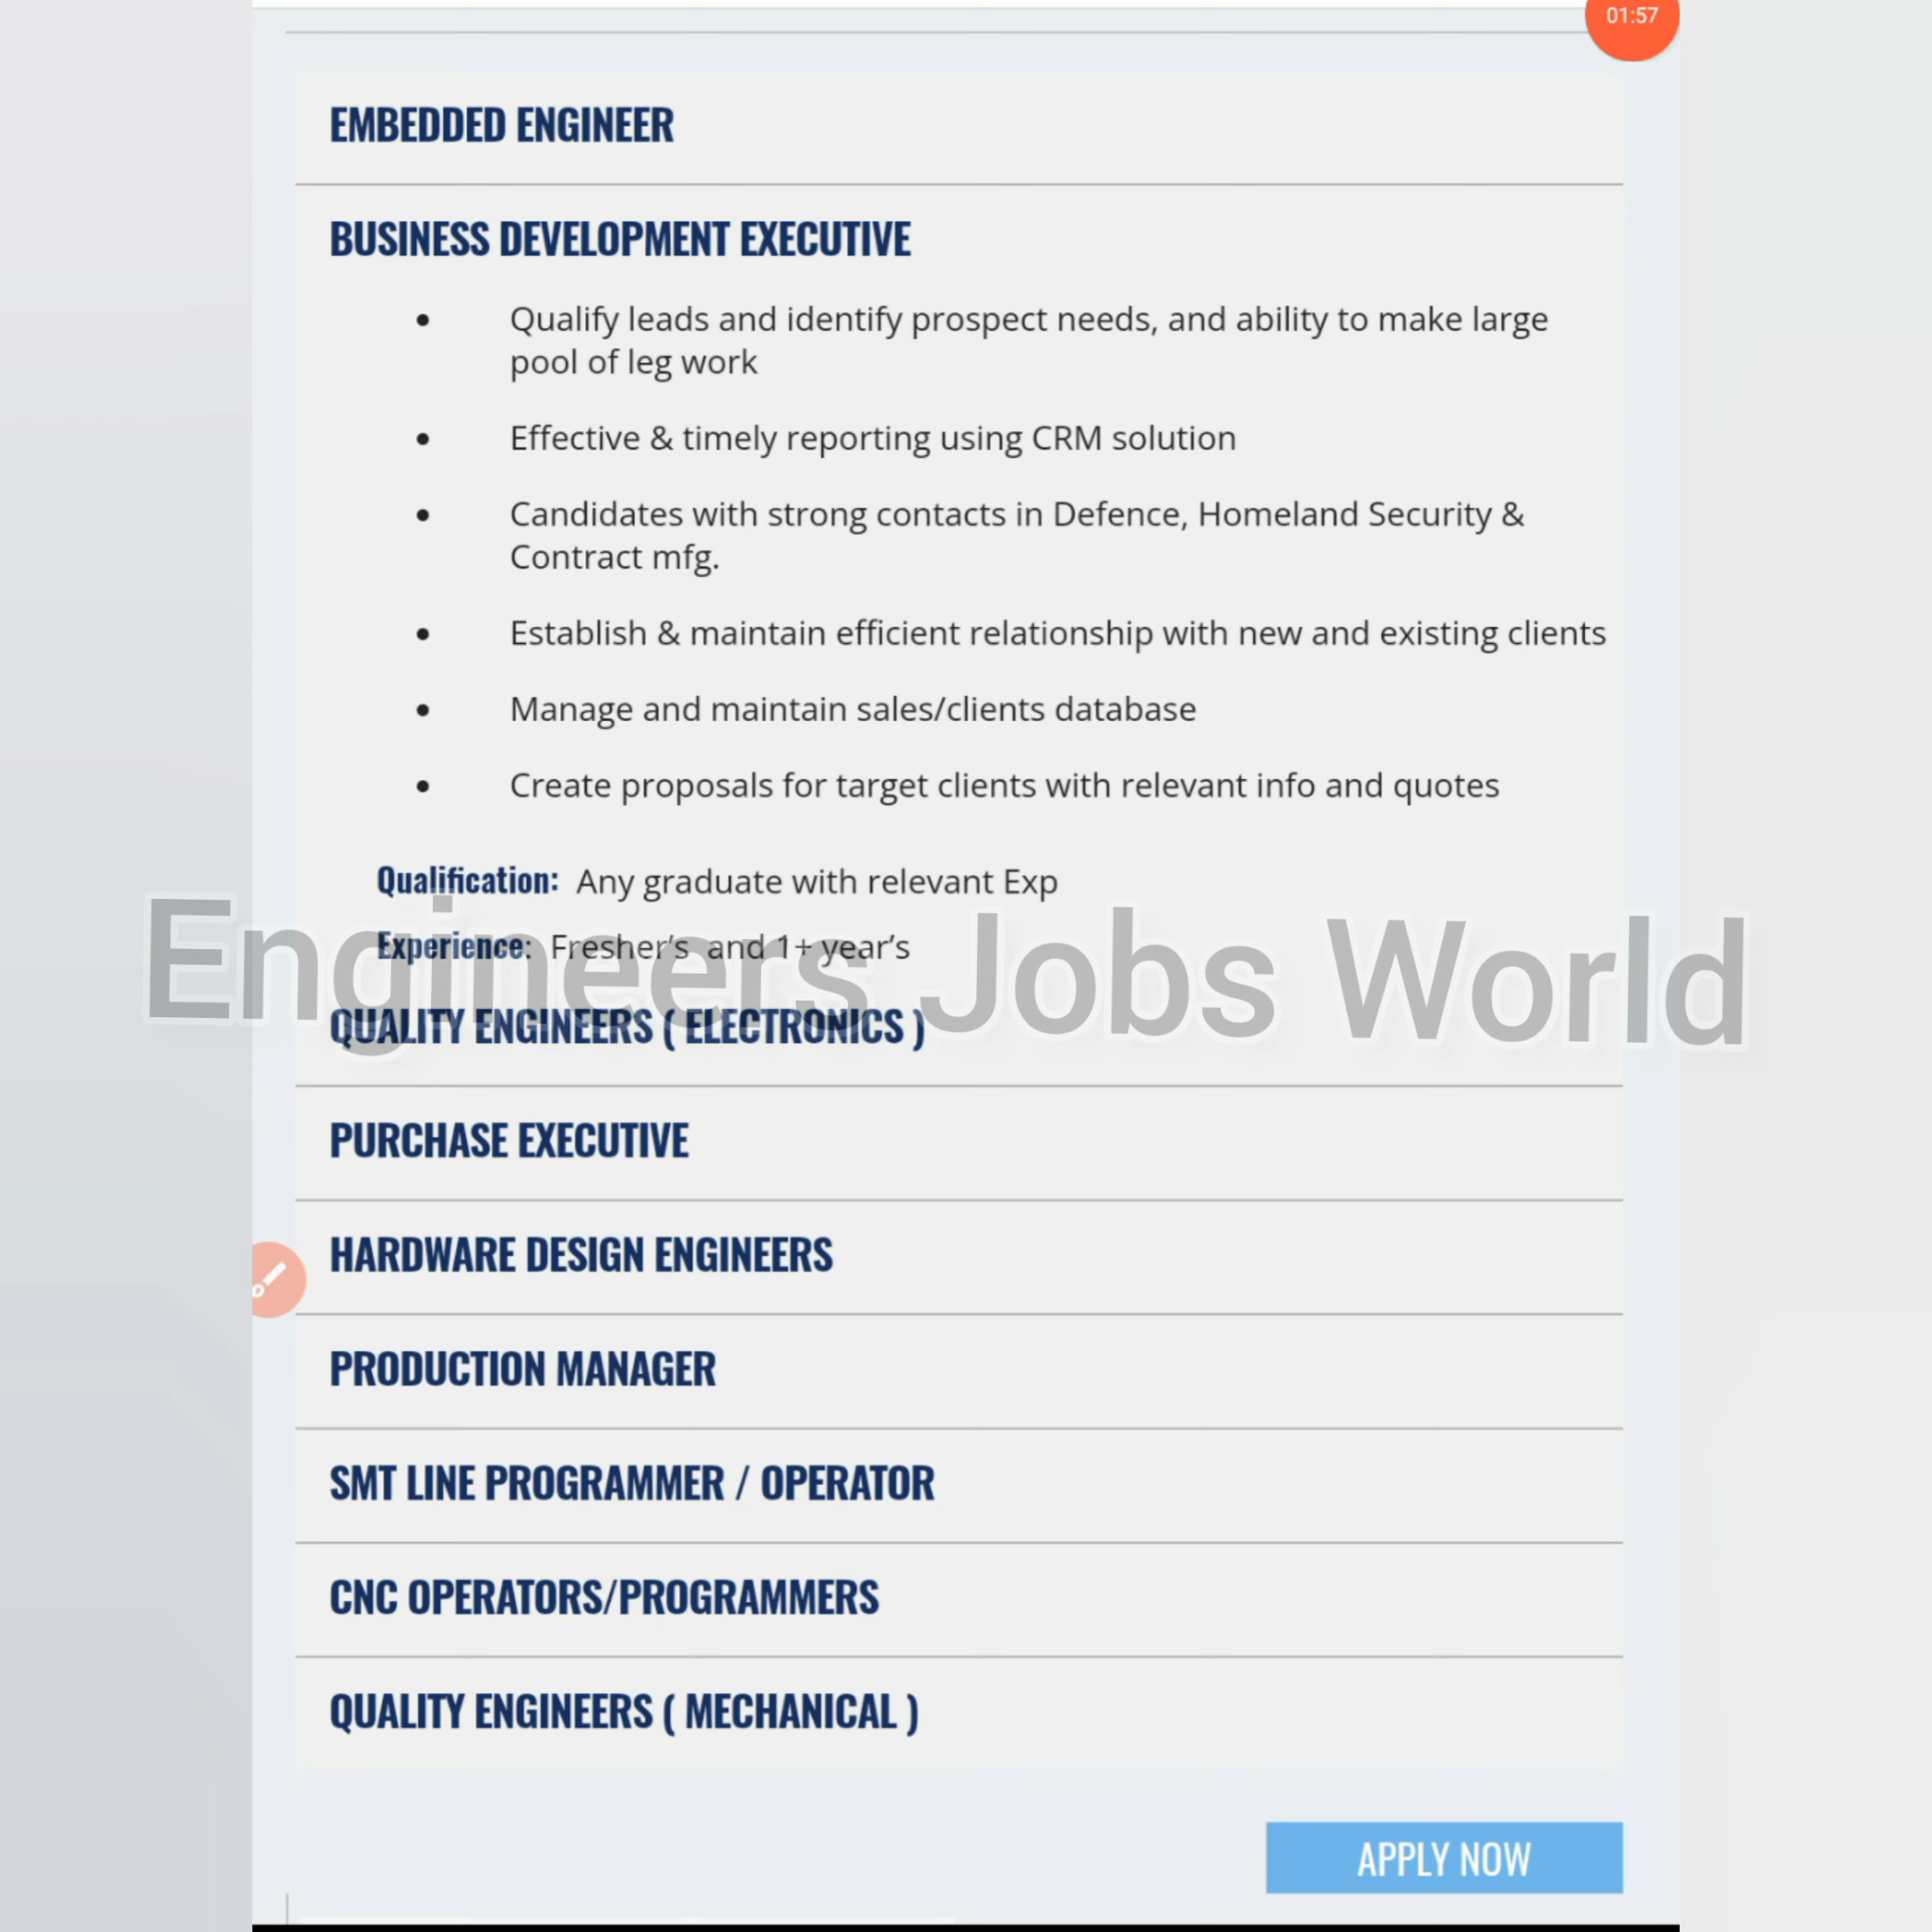 01:57
EMBEDDED ENGINEER
BUSINESS DEVELOPMENT EXECUTIVE
• Qualify leads and identify prospect needs, and ability to make large
pool of leg work
• Effective & timely reporting using CRM solution
• Candidates with strong contacts in Defence, Homeland Security &
Contract mfg.
• Establish & maintain efficient relationship with new and existing clients
• Manage and maintain sales/clients database
• Create proposals for target clients with relevant info and quotes
Qualification: Any graduate with relevant Exp
Experience: Fresher’s and 1+ year’s
Engineers Jobs World
QUALITY ENGINEERS ( ELECTRONICS )
PURCHASE EXECUTIVE
HARDWARE DESIGN ENGINEERS
PRODUCTION MANAGER
SMT LINE PROGRAMMER / OPERATOR
CNC OPERATORS/PROGRAMMERS
QUALITY ENGINEERS ( MECHANICAL )
APPLY NOW